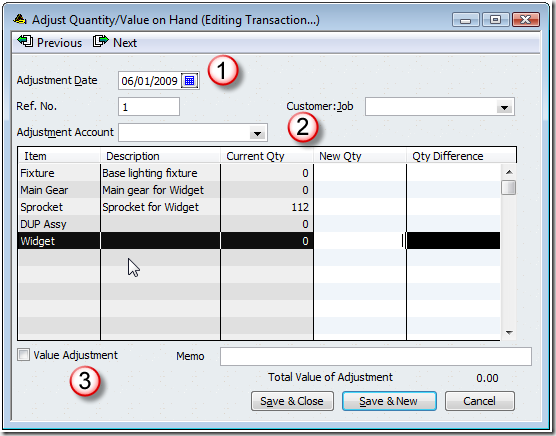 Adjust Quantity/Value on Hand (Editing Transaction...)
Previous Next
Adjustment Date 06/01/2009 1
Ref. No. 1 Customer:Job
2
Adjustment Account
Item Description Current Qty New Qty Qty Difference
Fixture Base lighting fixture 0
Main Gear Main gear for Widget 0
Sprocket Sprocket for Widget 112
DUP Assy 0
Widget 0
Value Adjustment Memo
3
Total Value of Adjustment 0.00
Save & Close Save & New Cancel